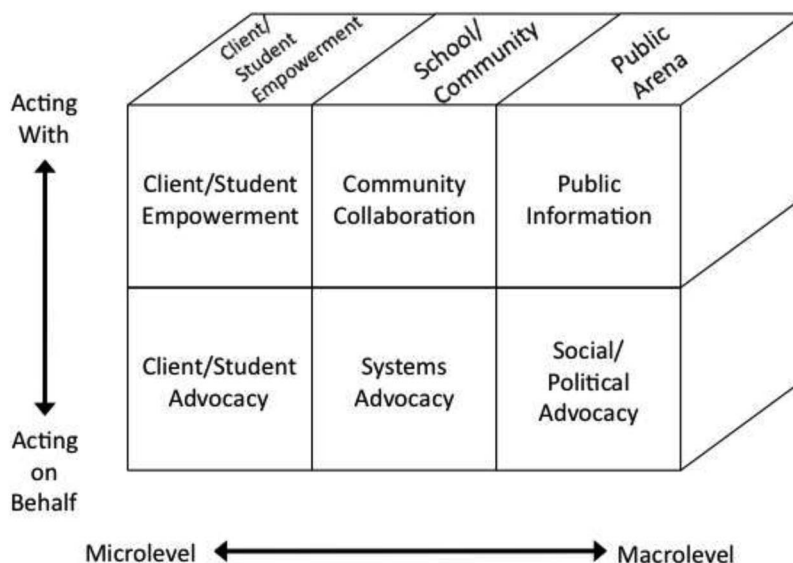 Client/
Student
Empowerment
School/
Community
Public
Arena
Acting
With
Client/Student
Empowerment
Community
Collaboration
Public
Information
Client/Student
Advocacy
Systems
Advocacy
Social/
Political
Advocacy
Acting
on
Behalf
Microlevel
Macrolevel